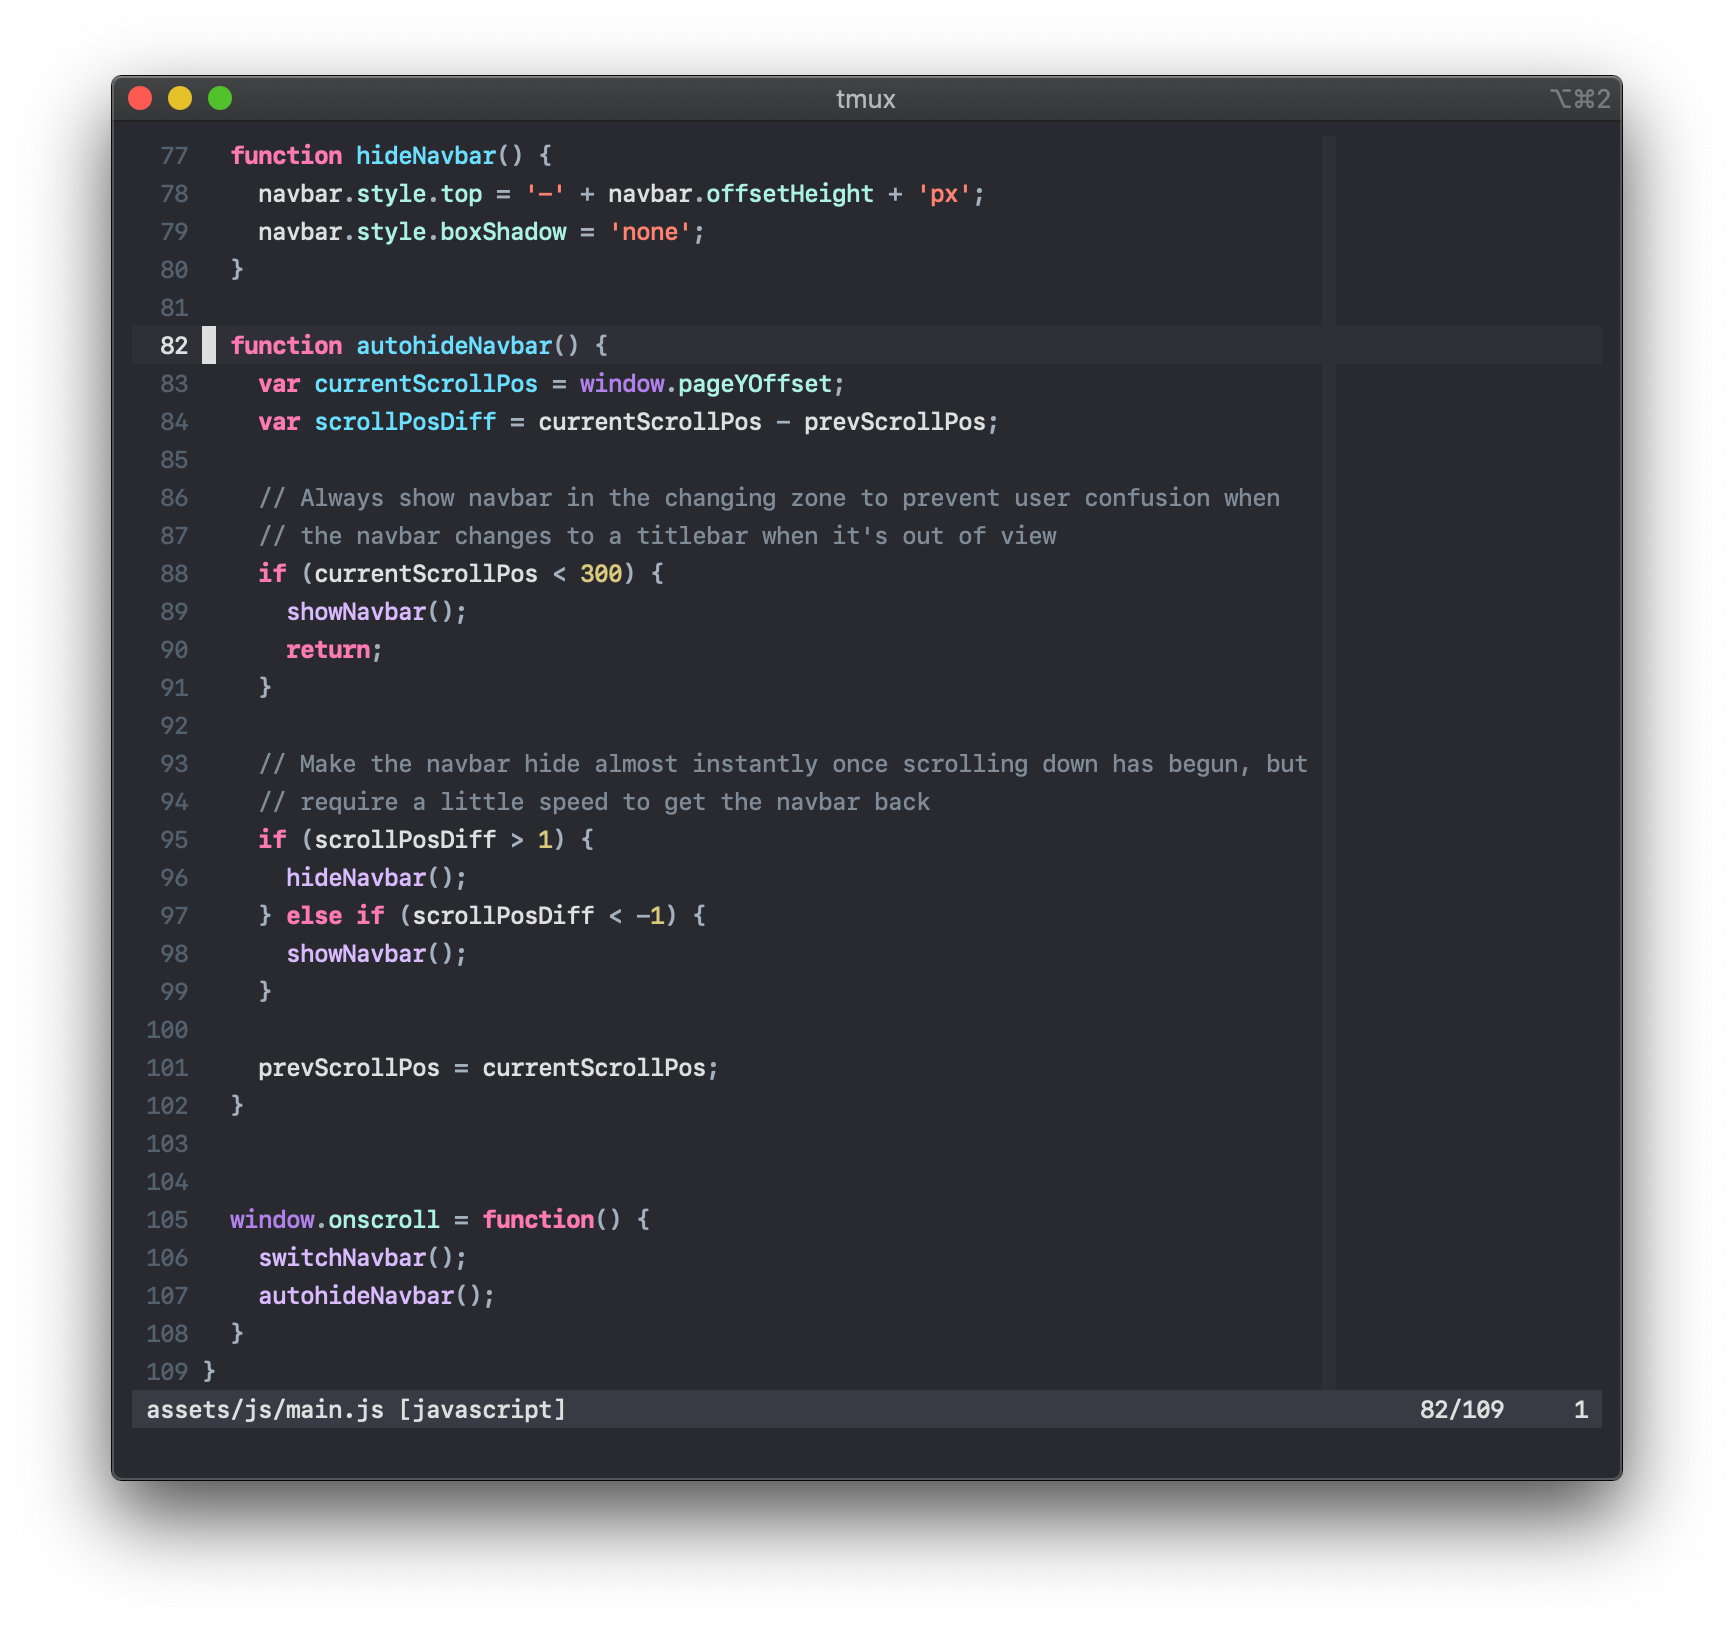 tmux ⌥⌘2
77   function hideNavbar() {
78     navbar.style.top = '-' + navbar.offsetHeight + 'px';
79     navbar.style.boxShadow = 'none';
80   }
81
82   function autohideNavbar() {
83     var currentScrollPos = window.pageYOffset;
84     var scrollPosDiff = currentScrollPos - prevScrollPos;
85
86     // Always show navbar in the changing zone to prevent user confusion when
87     // the navbar changes to a titlebar when it's out of view
88     if (currentScrollPos < 300) {
89       showNavbar();
90       return;
91     }
92
93     // Make the navbar hide almost instantly once scrolling down has begun, but
94     // require a little speed to get the navbar back
95     if (scrollPosDiff > 1) {
96       hideNavbar();
97     } else if (scrollPosDiff < -1) {
98       showNavbar();
99     }
100
101     prevScrollPos = currentScrollPos;
102   }
103
104
105   window.onscroll = function() {
106     switchNavbar();
107     autohideNavbar();
108   }
109 }
assets/js/main.js [javascript] 82/109 1